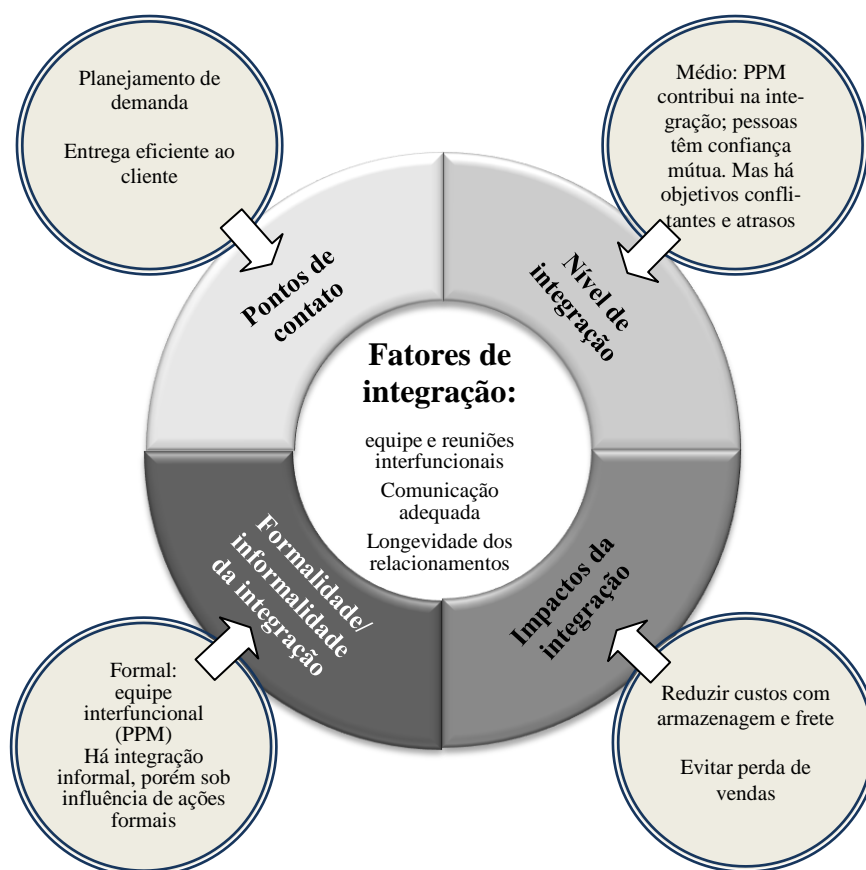 Planejamento de
demanda
Entrega eficiente ao
cliente
Médio: PPM
contribui na inte-
gração; pessoas
têm confiança
mútua. Mas há
objetivos confli-
tantes e atrasos
Pontos de
contato
Nível de
integração
Fatores de
integração:
equipe e reuniões
interfuncionais
Comunicação
adequada
Longevidade dos
relacionamentos
Formalidade/
informalidade
da integração
Impactos da
integração
Formal:
equipe
interfuncional
(PPM)
Há integração
informal, porém sob
influência de ações
formais
Reduzir custos com
armazenagem e frete
Evitar perda de
vendas